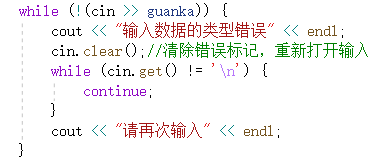 while (!(cin >> guanka)) {
cout << "输入数据的类型错误" << endl;
cin.clear();//清除错误标记，重新打开输入
while (cin.get() != '\n') {
continue;
}
cout << "请再次输入" << endl;
}